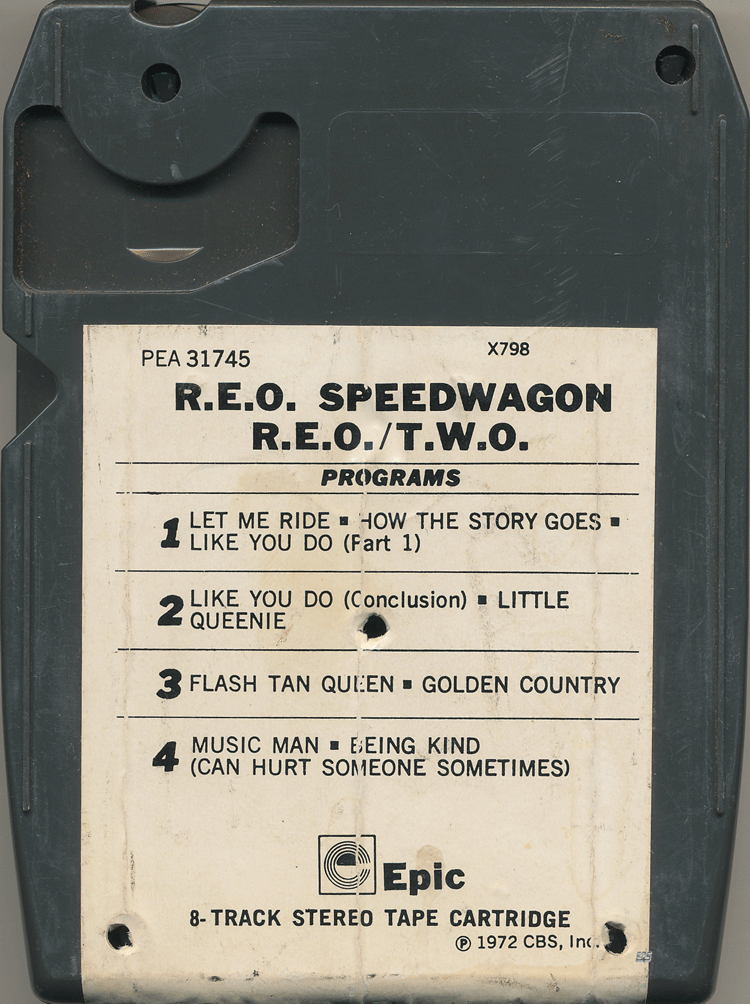 PEA 31745
X798
R.E.O. SPEEDWAGON
R.E.O./T.W.O.
PROGRAMS
1 LET ME RIDE ▪ HOW THE STORY GOES ▪
LIKE YOU DO (Part 1)
2 LIKE YOU DO (Conclusion) ▪ LITTLE
QUEENIE
3 FLASH TAN QUEEN ▪ GOLDEN COUNTRY
4 MUSIC MAN ▪ BEING KIND
(CAN HURT SOMEONE SOMETIMES)
e Epic
8-TRACK STEREO TAPE CARTRIDGE
℗ 1972 CBS, Inc.